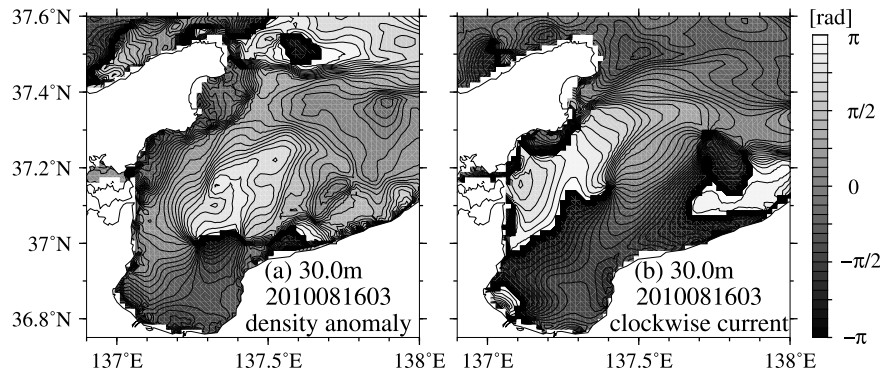 [rad]
37.6°N
37.4°N
37.2°N
37°N
36.8°N
(a) 30.0m
2010081603
density anomaly
(b) 30.0m
2010081603
clockwise current
137°E
137.5°E
138°E
137°E
137.5°E
138°E
π
π/2
0
−π/2
−π